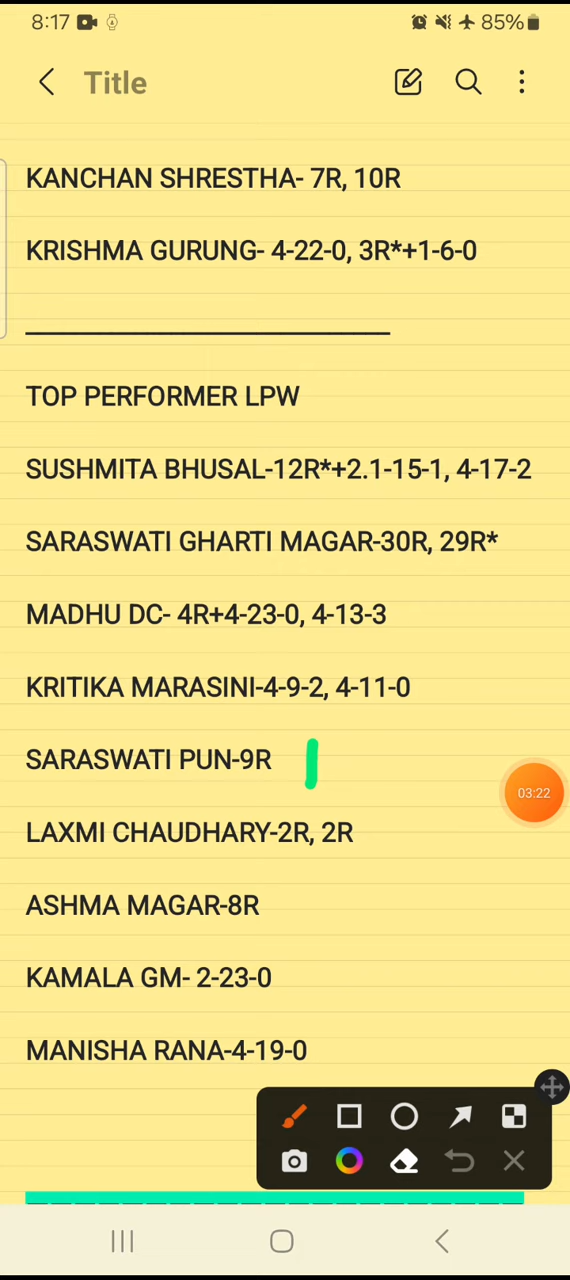 8:17 85%
Title
KANCHAN SHRESTHA- 7R, 10R
KRISHMA GURUNG- 4-22-0, 3R*+1-6-0
TOP PERFORMER LPW
SUSHMITA BHUSAL-12R*+2.1-15-1, 4-17-2
SARASWATI GHARTI MAGAR-30R, 29R*
MADHU DC- 4R+4-23-0, 4-13-3
KRITIKA MARASINI-4-9-2, 4-11-0
SARASWATI PUN-9R
03:22
LAXMI CHAUDHARY-2R, 2R
ASHMA MAGAR-8R
KAMALA GM- 2-23-0
MANISHA RANA-4-19-0